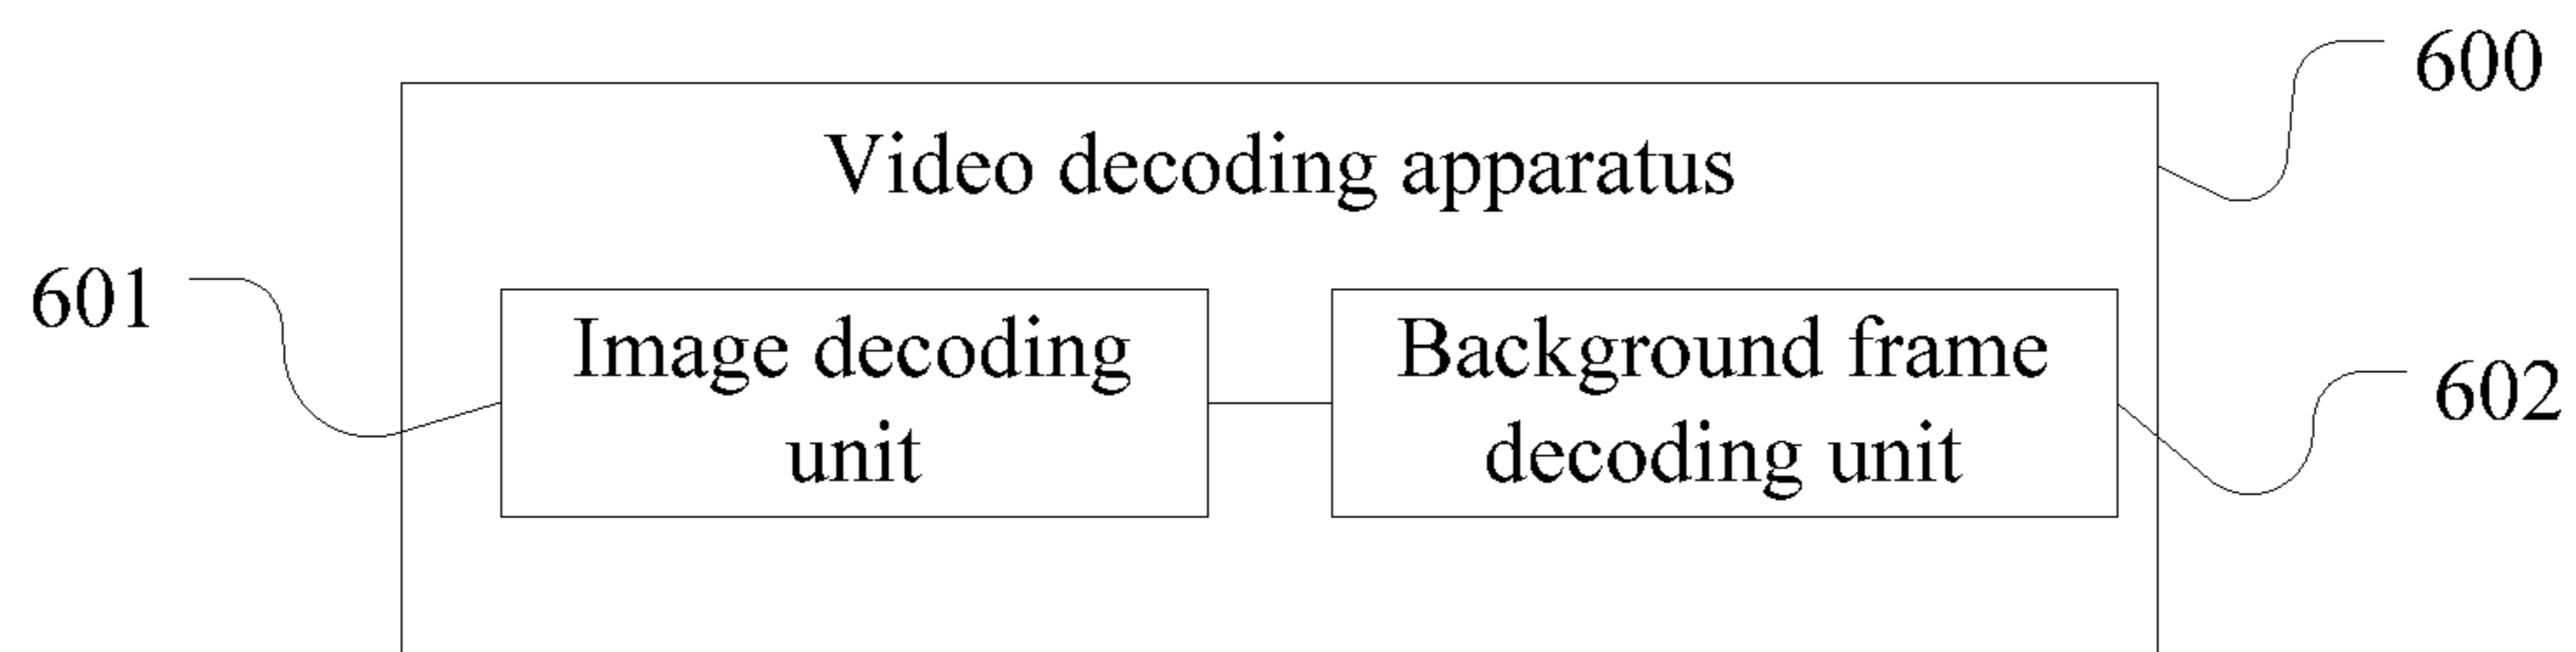 600
Video decoding apparatus
601
Image decoding
unit
Background frame
decoding unit
602